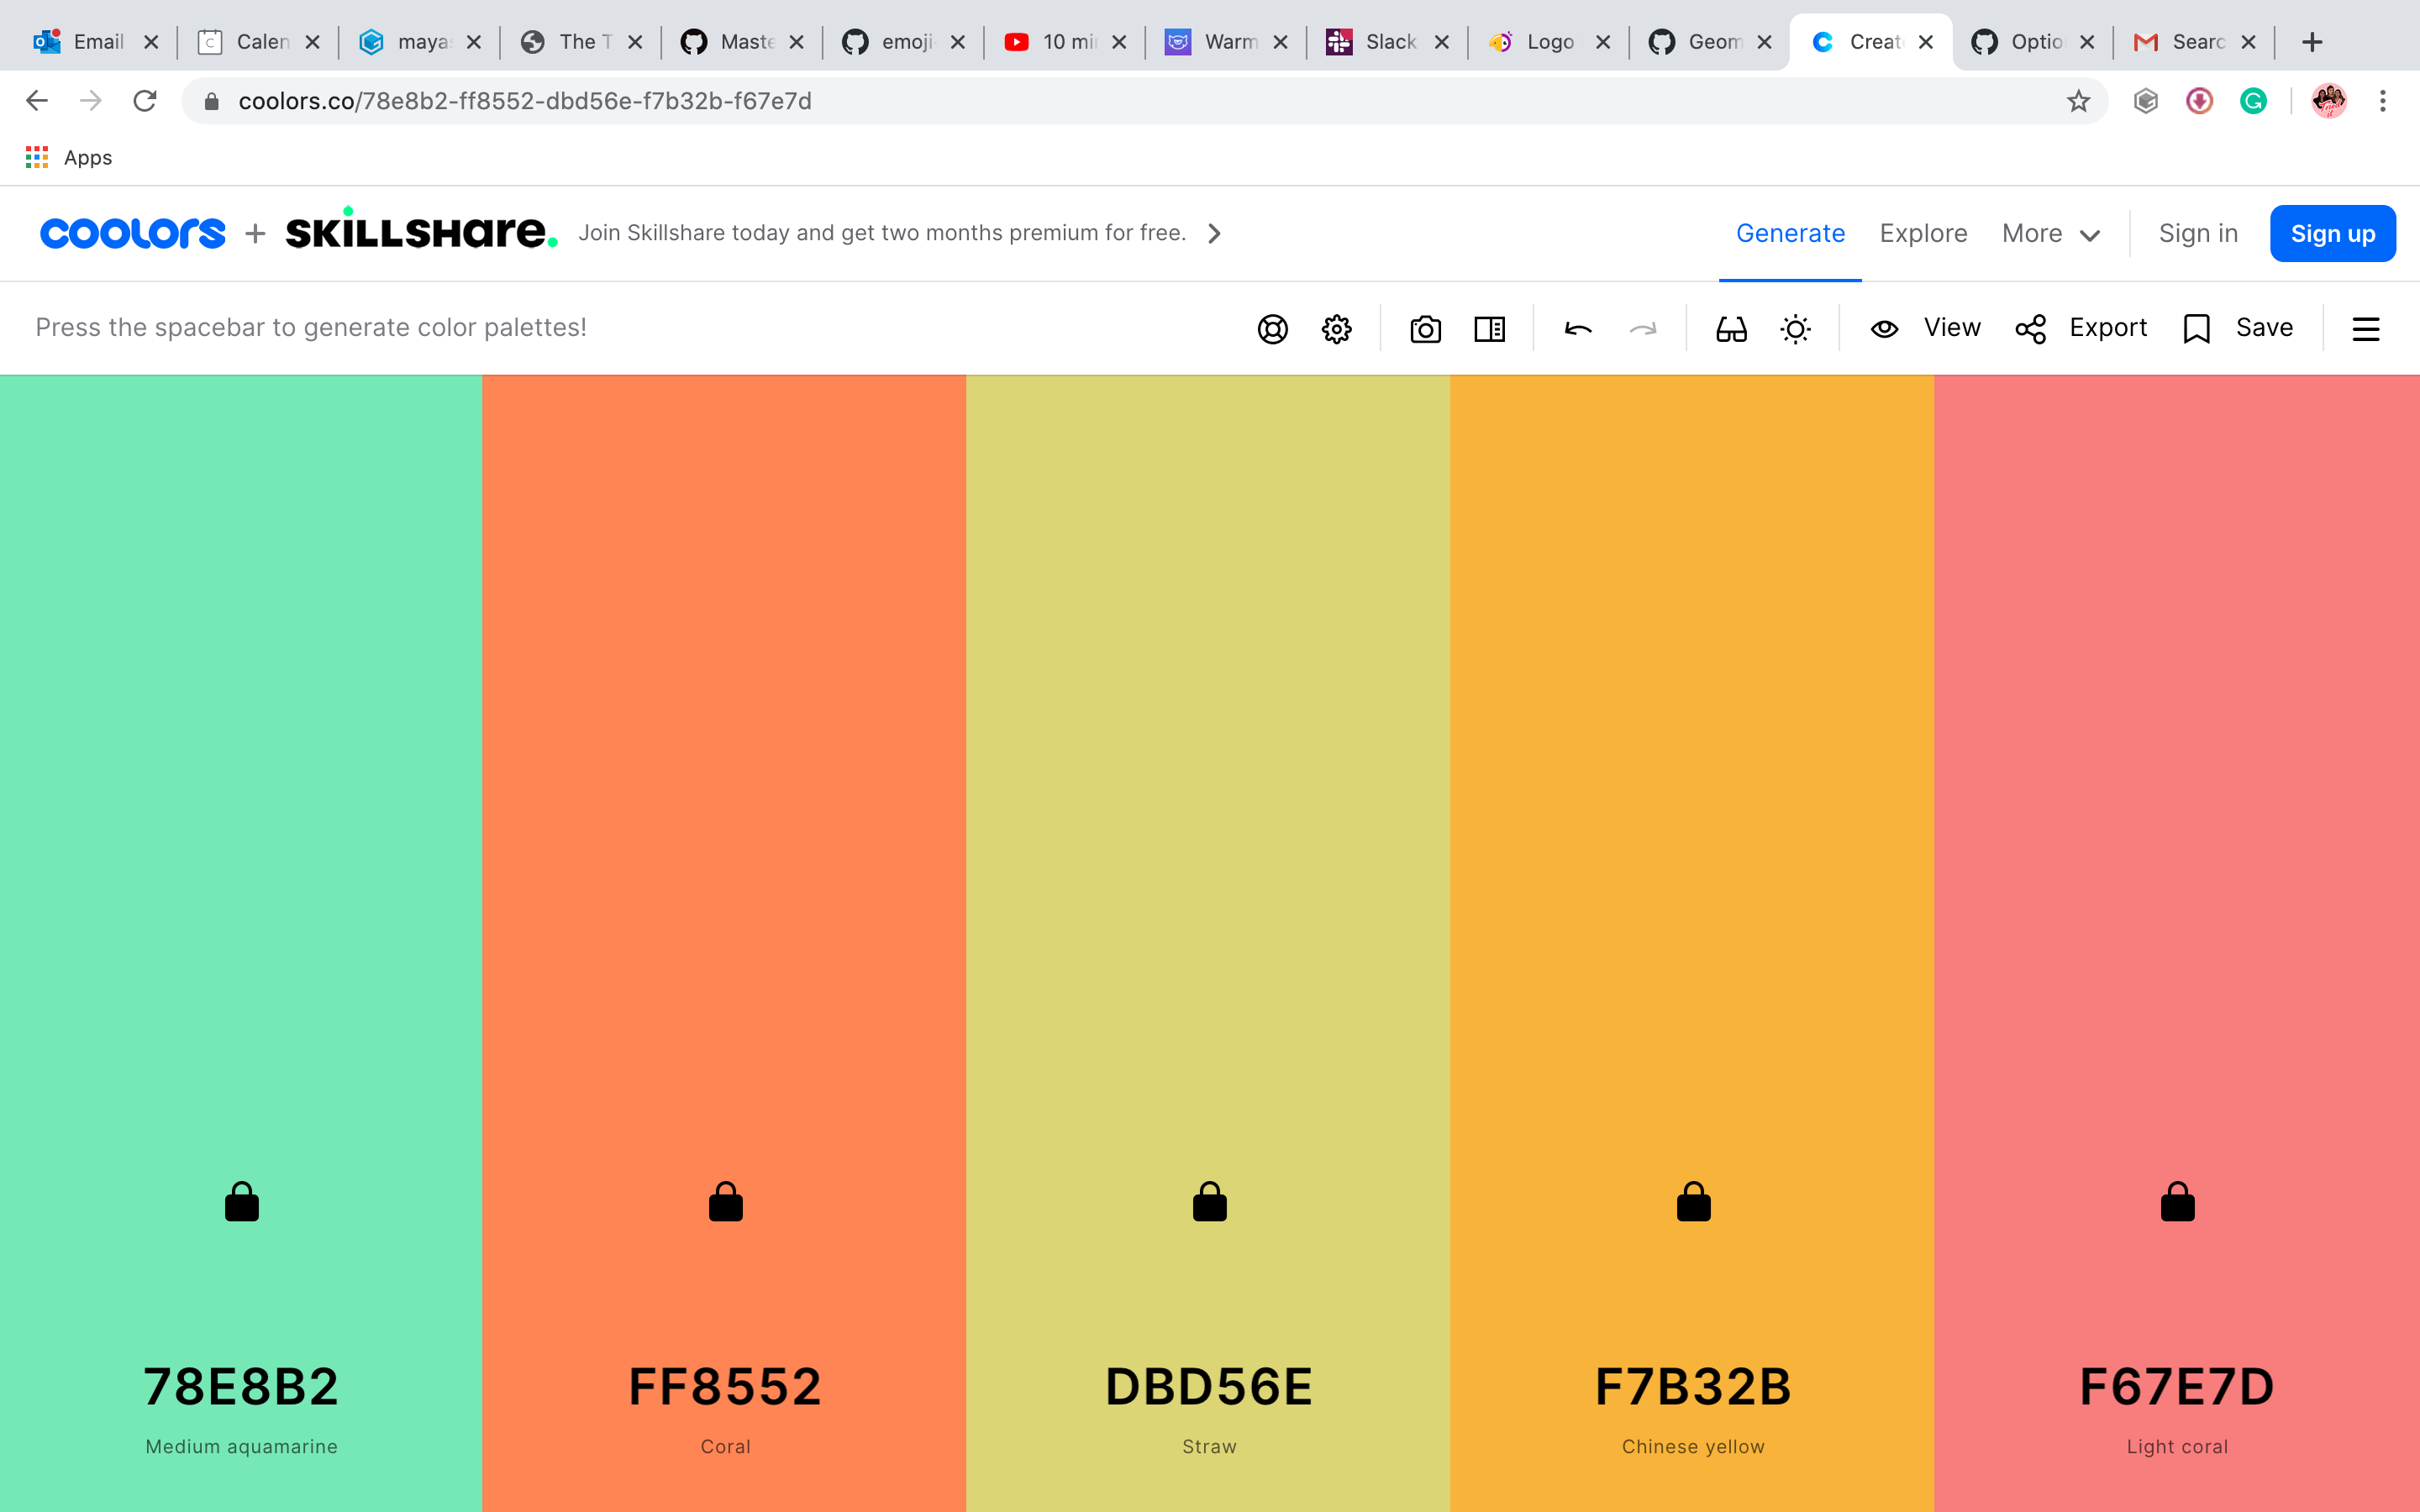 Email Calen maya The T Maste emoji 10 mi Warm Slack Logo Geom Creat Optio Searc
coolors.co/78e8b2-ff8552-dbd56e-f7b32b-f67e7d
Apps
coolors + SKILLSHARE. Join Skillshare today and get two months premium for free. Generate Explore More Sign in Sign up
Press the spacebar to generate color palettes! View Export Save
78E8B2 FF8552 DBD56E F7B32B F67E7D
Medium aquamarine Coral Straw Chinese yellow Light coral